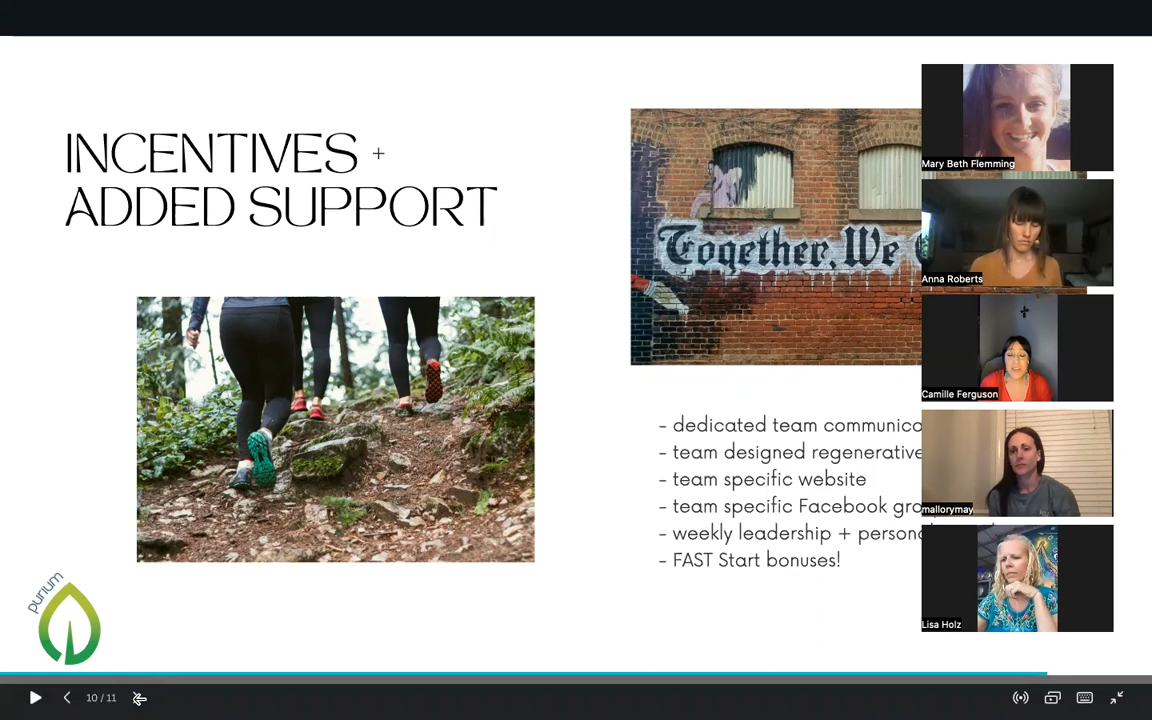 INCENTIVES +
ADDED SUPPORT
Together, We
- dedicated team communica
- team designed regenerative
- team specific website
- team specific Facebook gro
- weekly leadership + persona
- FAST Start bonuses!
purium
Mary Beth Flemming
Anna Roberts
Camille Ferguson
mallorymay
Lisa Holz
10 / 11